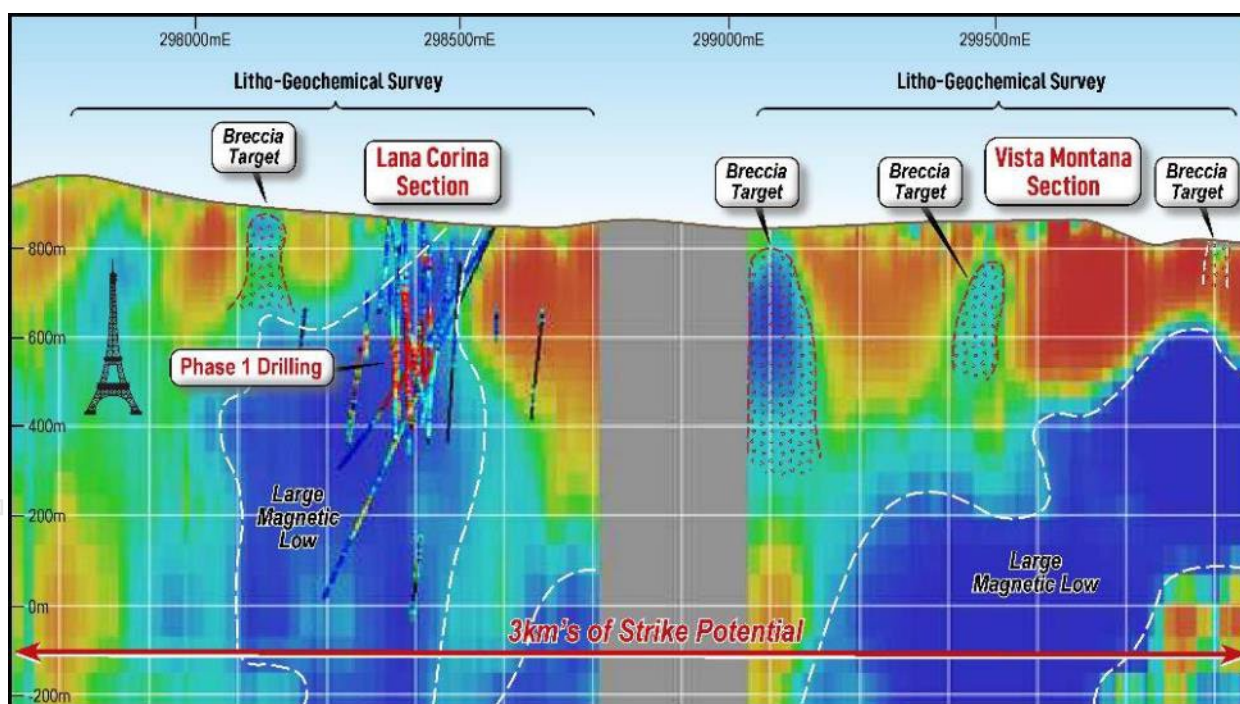 298000mE
298500mE
299000mE
299500mE
Litho-Geochemical Survey
Litho-Geochemical Survey
Breccia
Target
Lana Corina
Section
Breccia
Target
Breccia
Target
Vista Montana
Section
Breccia
Target
800m
600m
Phase 1 Drilling
400m
Large
Magnetic
Low
200m
Large
Magnetic Low
0m
3km's of Strike Potential
-200m